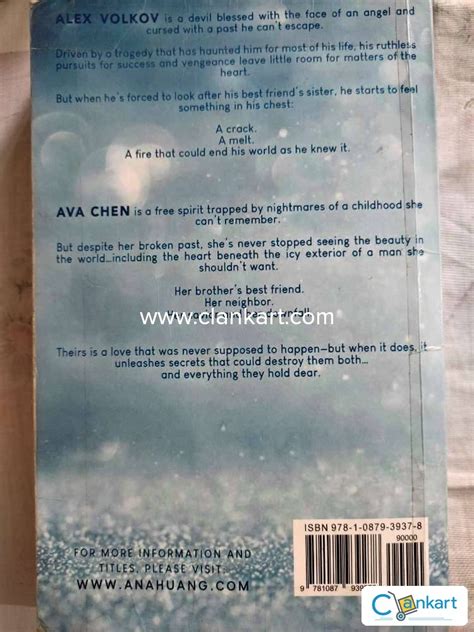 ALEX VOLKOV is a devil blessed with the face of an angel and
cursed with a past he can't escape.
Driven by a tragedy that has haunted him for most of his life, his ruthless
pursuits for success and vengeance leave little room for matters of the
heart.
But when he's forced to look after his best friend's sister, he starts to feel
something in his chest:
A crack.
A melt.
A fire that could end his world as he knew it.
AVA CHEN is a free spirit trapped by nightmares of a childhood she
can't remember.
But despite her broken past, she's never stopped seeing the beauty in
the world...including the heart beneath the icy exterior of a man she
shouldn't want.
Her brother's best friend.
Her neighbor.
www.clankart.com
Theirs is a love that was never supposed to happen—but when it does, it
unleashes secrets that could destroy them both...
and everything they hold dear.
FOR MORE INFORMATION AND
TITLES, PLEASE VISIT:
WWW.ANAHUANG.COM
ISBN 978-1-0879-3937-8
90000
9 781087 939
Clankart